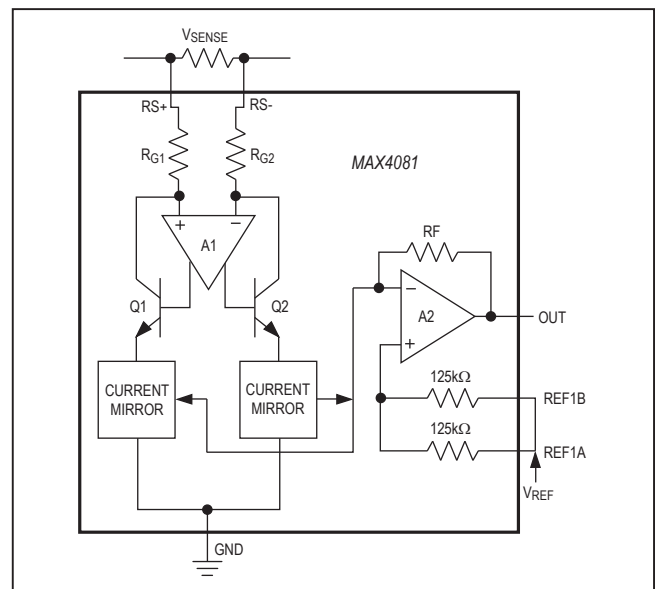 VSENSE
RS+
RS-
RG1
RG2
MAX4081
+
−
A1
RF
Q1
Q2
−
A2
+
OUT
CURRENT
MIRROR
CURRENT
MIRROR
125kΩ
REF1B
125kΩ
REF1A
VREF
GND